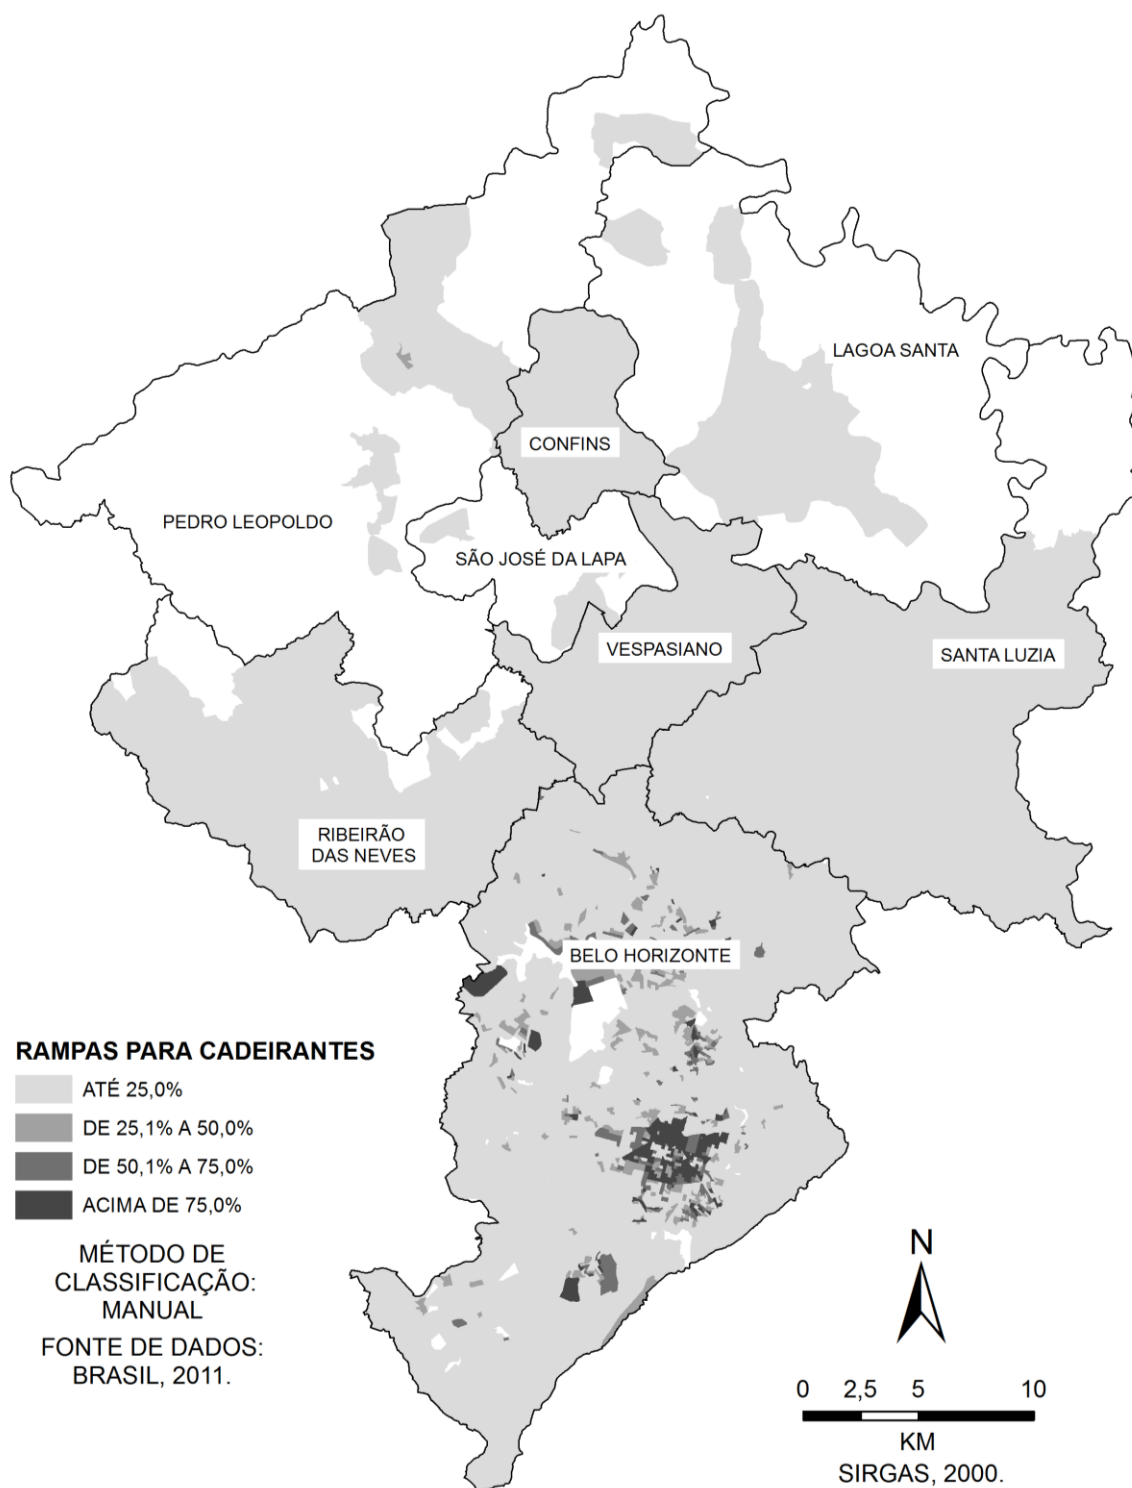 LAGOA SANTA
CONFINS
PEDRO LEOPOLDO
SÃO JOSÉ DA LAPA
VESPASIANO
SANTA LUZIA
RIBEIRÃO
DAS NEVES
BELO HORIZONTE
RAMPAS PARA CADEIRANTES
ATÉ 25,0%
DE 25,1% A 50,0%
DE 50,1% A 75,0%
ACIMA DE 75,0%
MÉTODO DE
CLASSIFICAÇÃO:
MANUAL
FONTE DE DADOS:
BRASIL, 2011.
N
0 2,5 5 10
KM
SIRGAS, 2000.